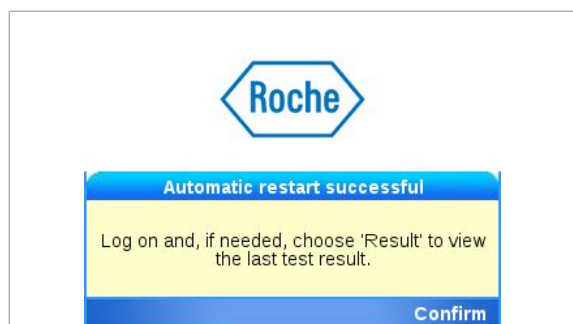 Roche
Automatic restart successful
Log on and, if needed, choose 'Result' to view
the last test result.
Confirm